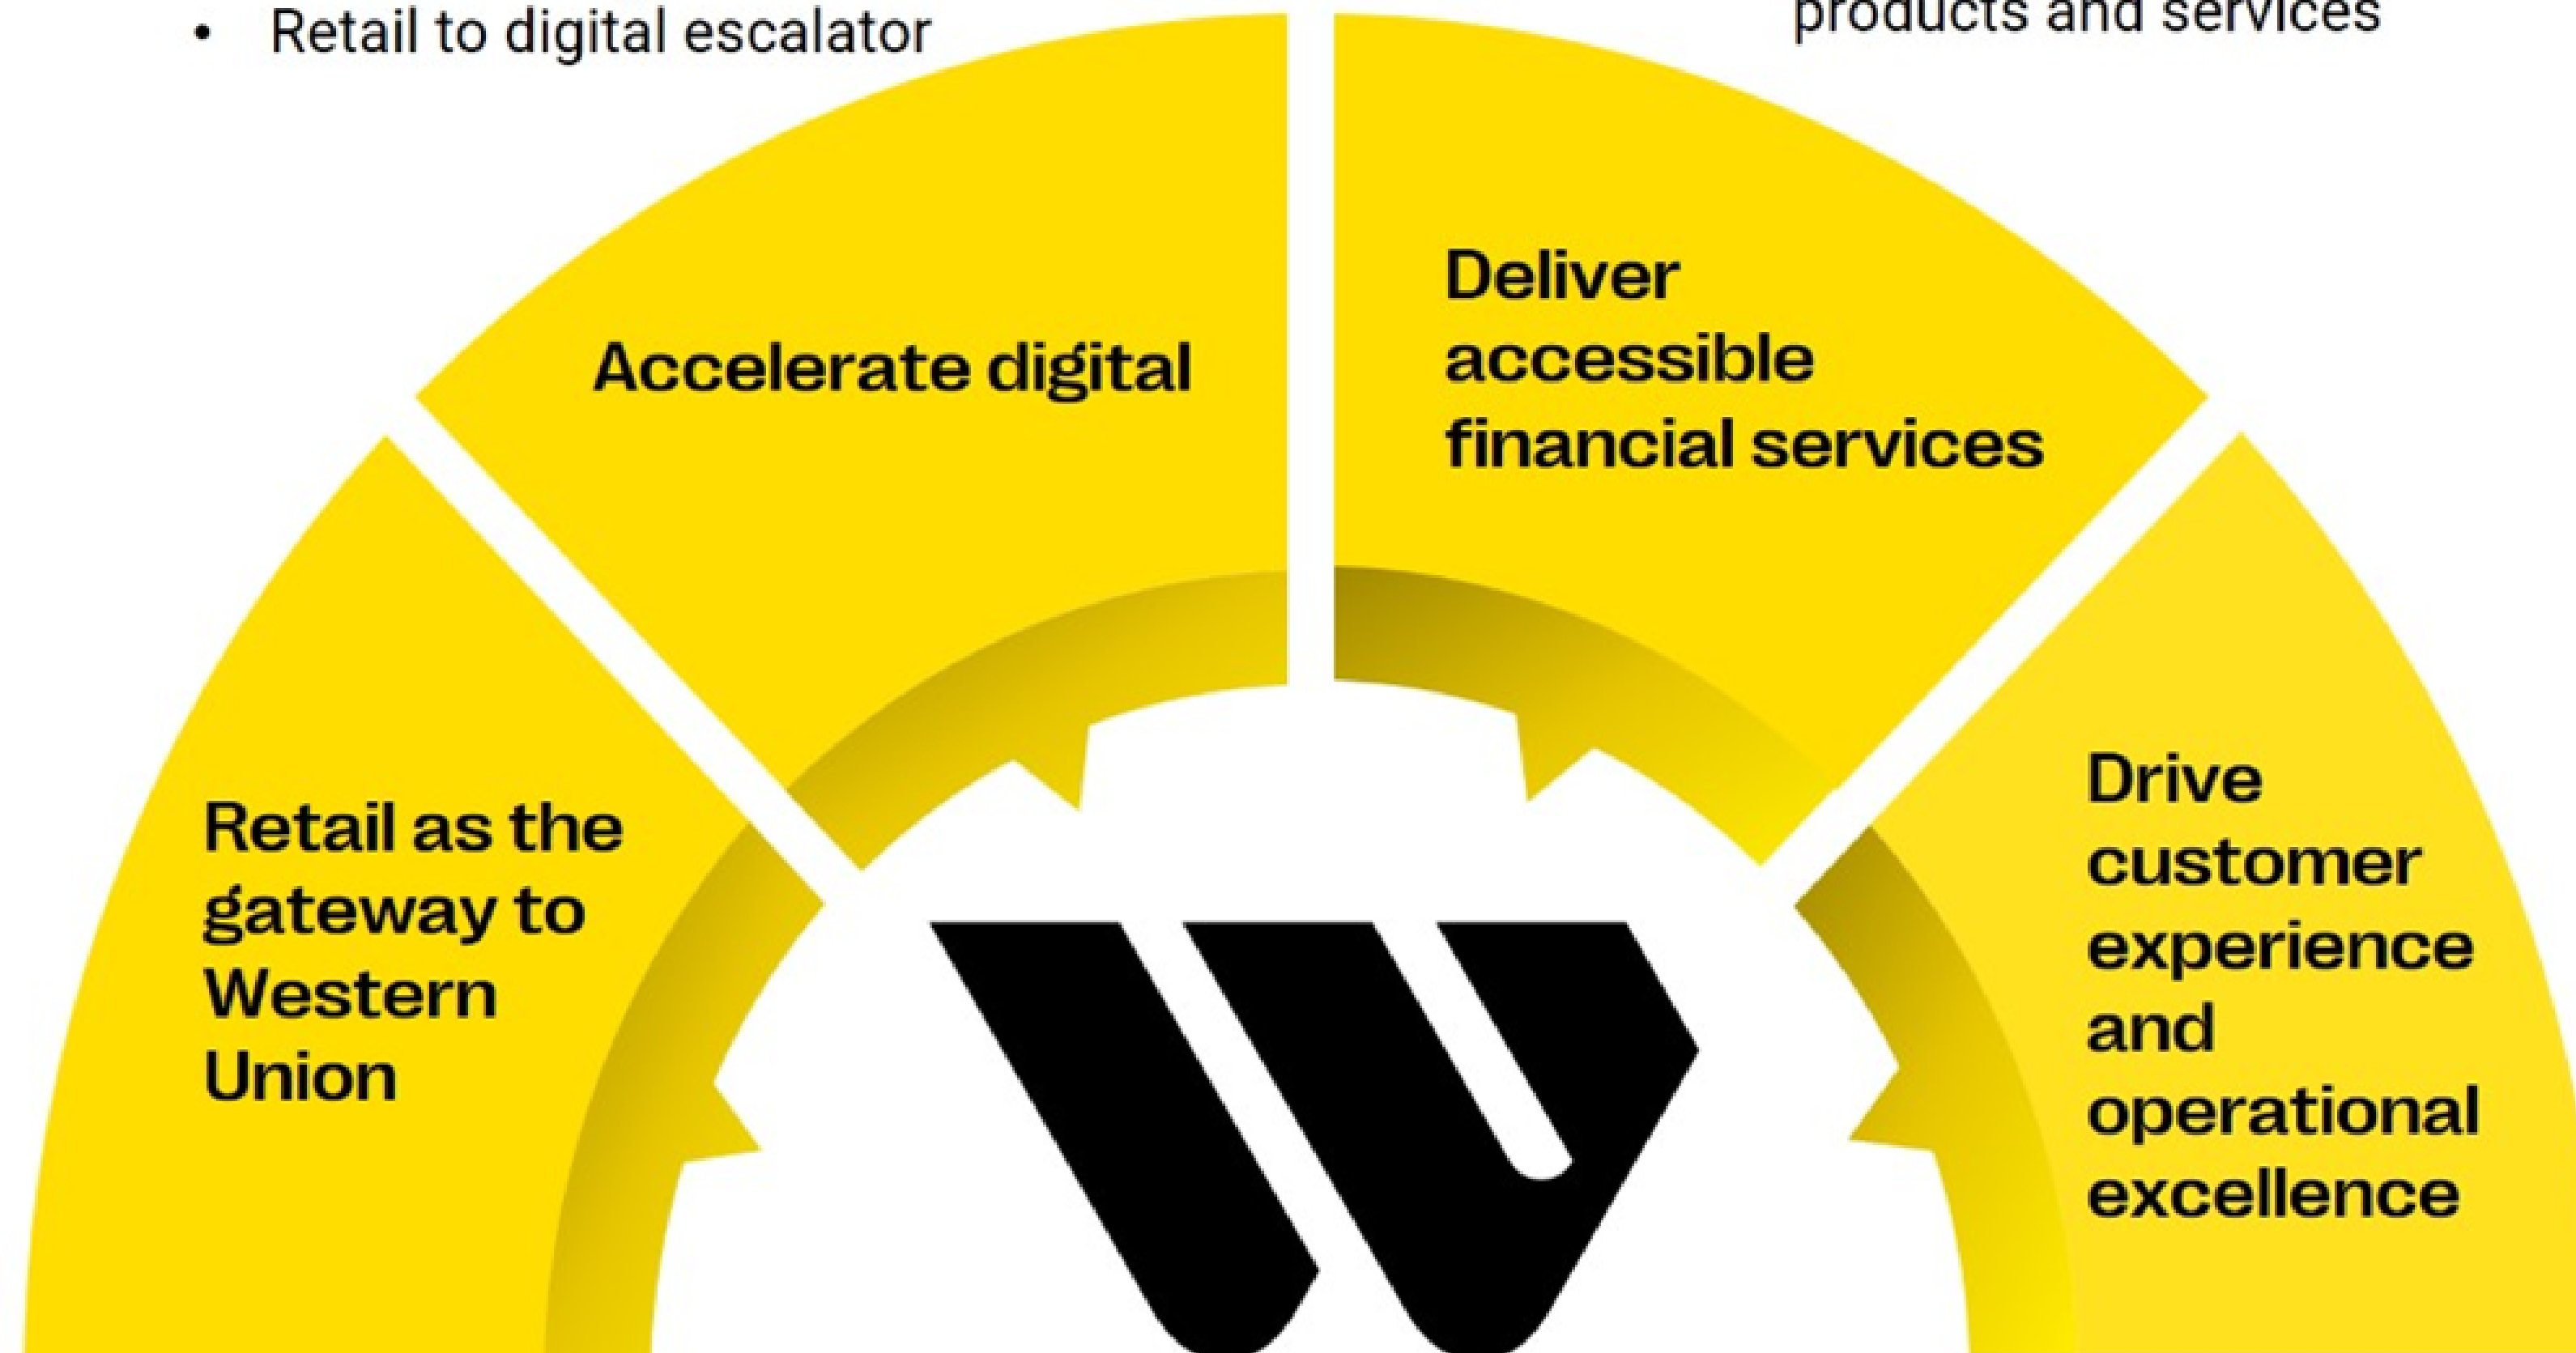 • Retail to digital escalator
products and services
Accelerate digital
Deliver
accessible
financial services
Retail as the
gateway to
Western
Union
Drive
customer
experience
and
operational
excellence